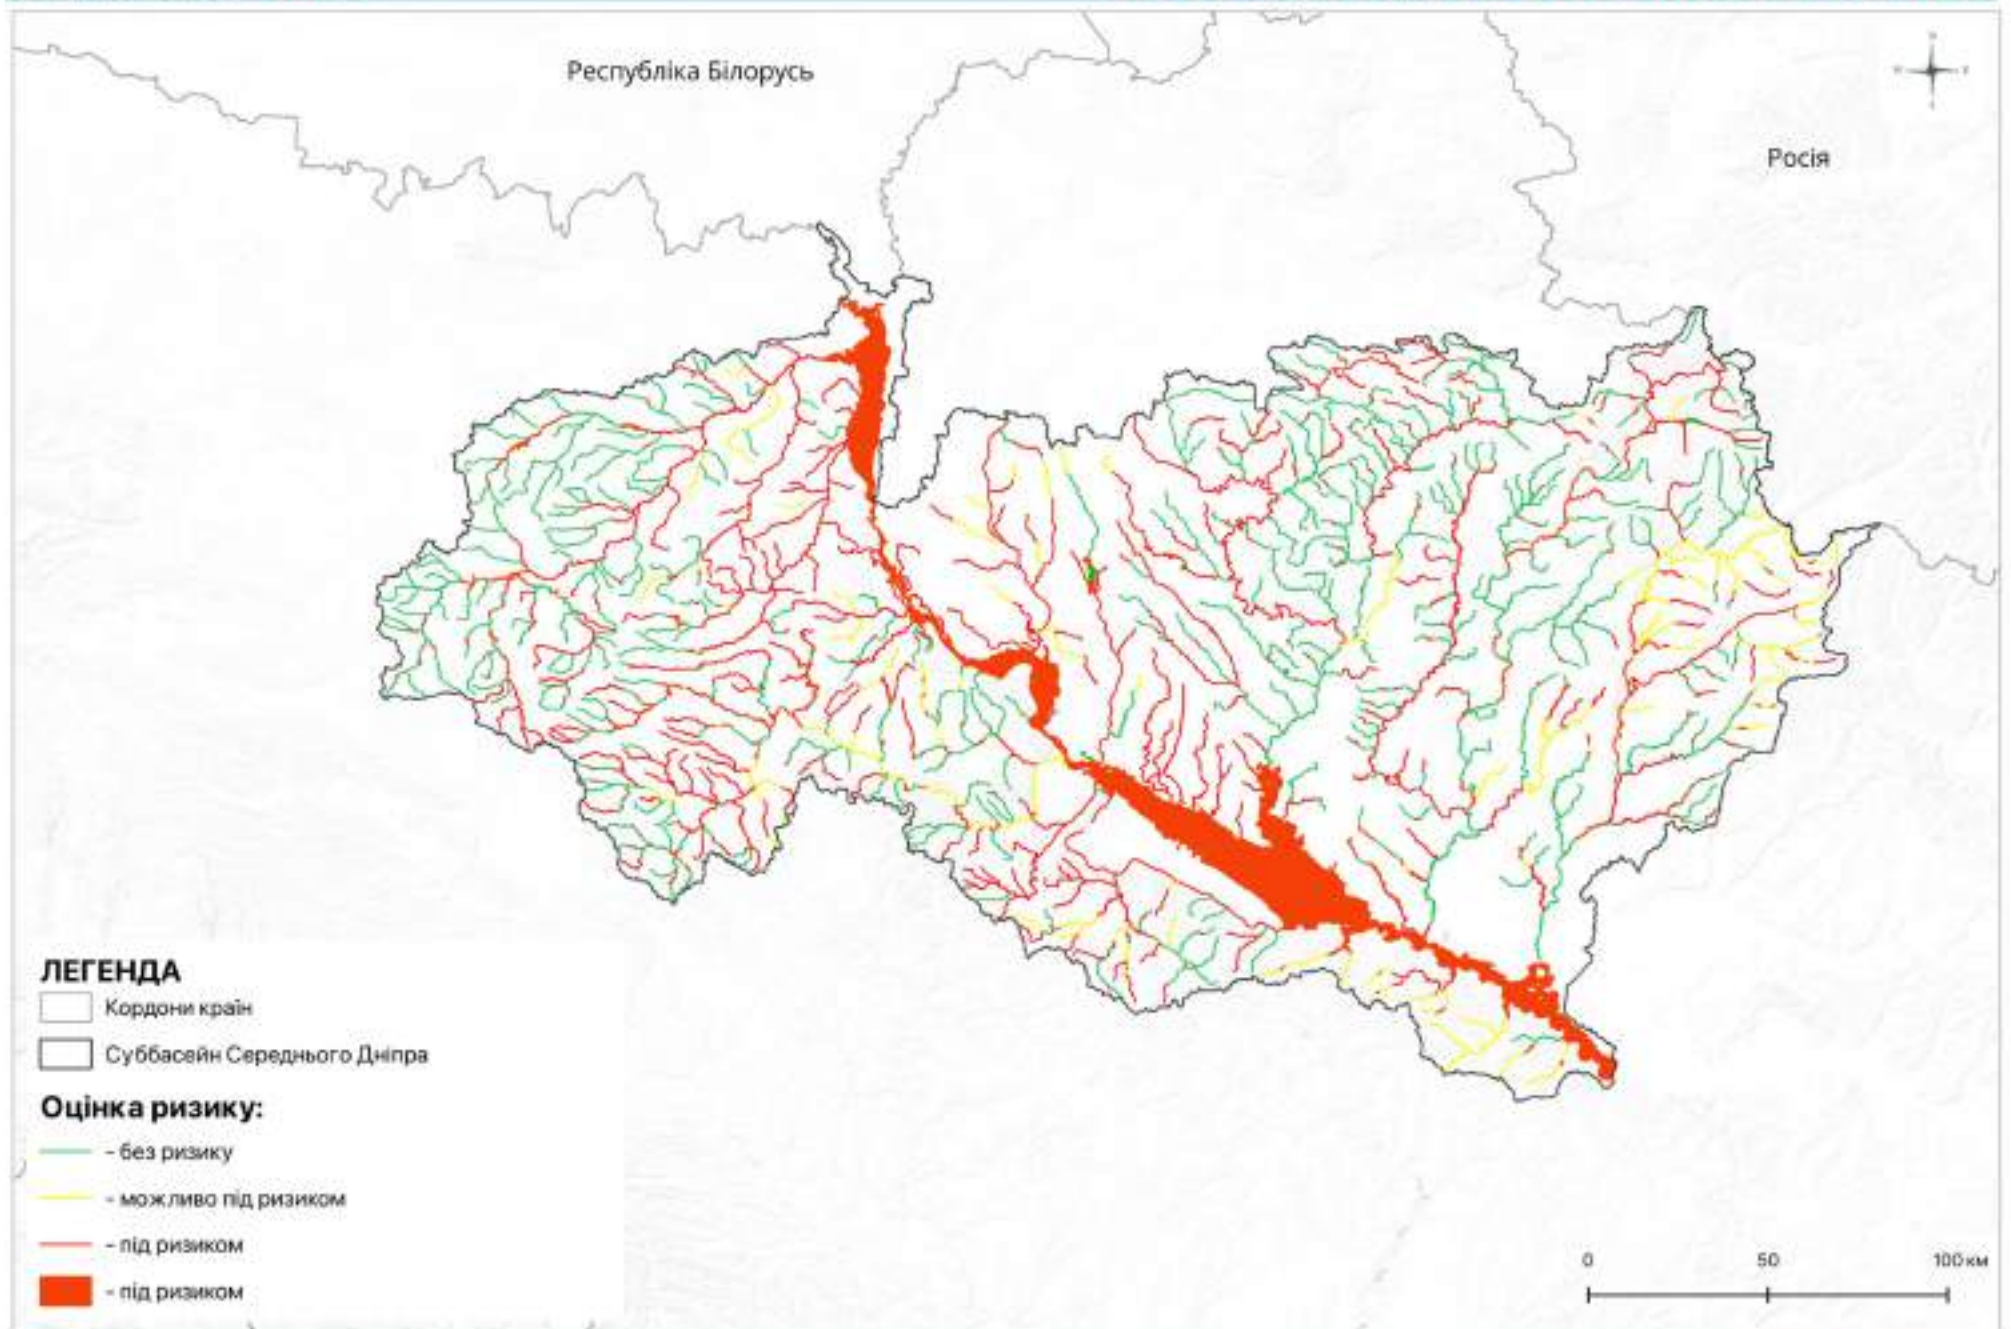 Республіка Білорусь
Росія
ЛЕГЕНДА
Кордони країн
Суббасейн Середнього Дніпра
Оцінка ризику:
- без ризику
- можливо під ризиком
- під ризиком
- під ризиком
0 50 100 км